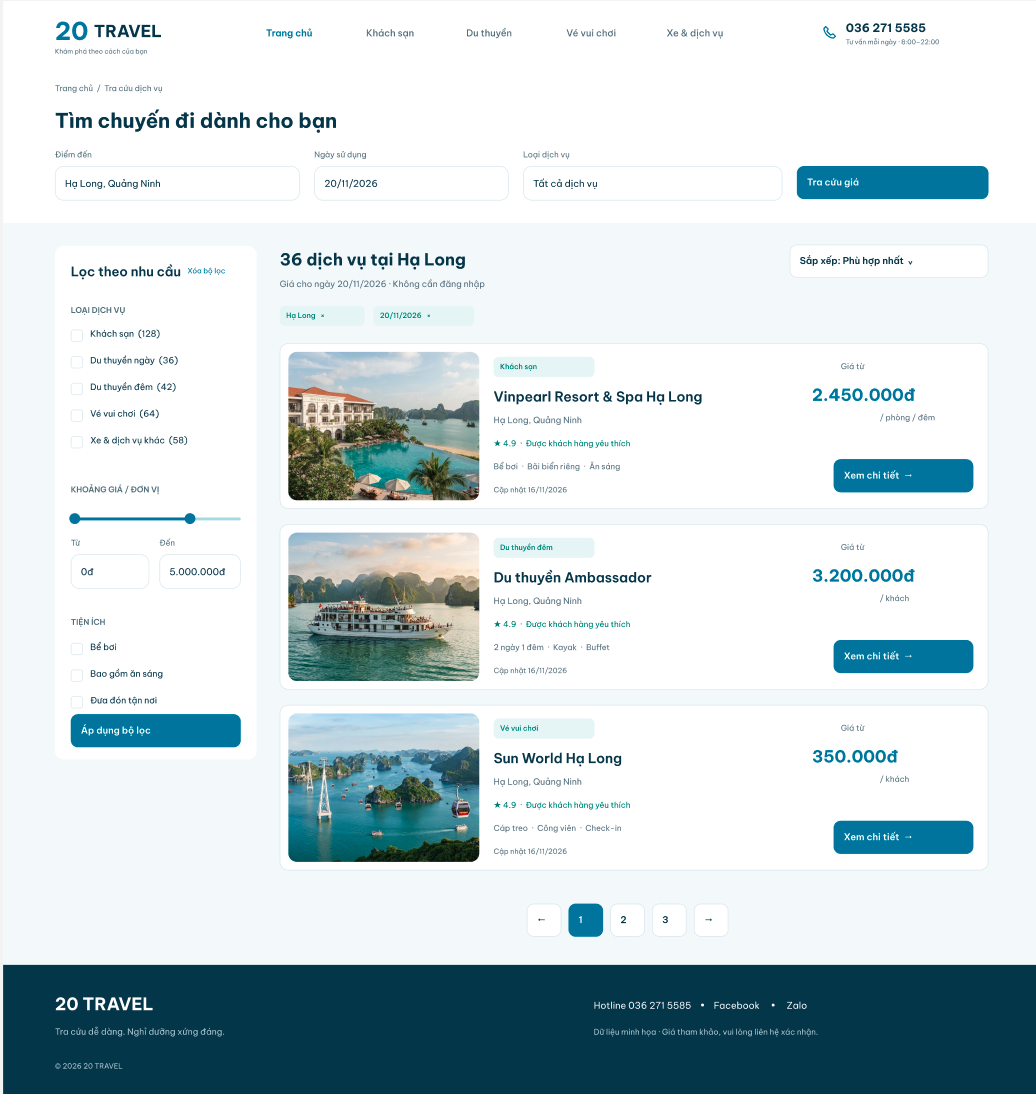 20 TRAVEL
Khám phá theo cách của bạn
Trang chủ
Khách sạn
Du thuyền
Vé vui chơi
Xe & dịch vụ
036 271 5585
Tư vấn mỗi ngày · 8:00–22:00
Trang chủ / Tra cứu dịch vụ
Tìm chuyến đi dành cho bạn
Điểm đến
Ngày sử dụng
Loại dịch vụ
Hạ Long, Quảng Ninh
20/11/2026
Tất cả dịch vụ
Tra cứu giá
Lọc theo nhu cầu
Xóa bộ lọc
LOẠI DỊCH VỤ
Khách sạn (128)
Du thuyền ngày (36)
Du thuyền đêm (42)
Vé vui chơi (64)
Xe & dịch vụ khác (58)
KHOẢNG GIÁ / ĐƠN VỊ
Từ
Đến
0đ
5.000.000đ
TIỆN ÍCH
Bể bơi
Bao gồm ăn sáng
Đưa đón tận nơi
Áp dụng bộ lọc
36 dịch vụ tại Hạ Long
Giá cho ngày 20/11/2026 · Không cần đăng nhập
Sắp xếp: Phù hợp nhất ˅
Hạ Long ×
20/11/2026 ×
Khách sạn
Vinpearl Resort & Spa Hạ Long
Hạ Long, Quảng Ninh
★ 4.9 · Được khách hàng yêu thích
Bể bơi · Bãi biển riêng · Ăn sáng
Cập nhật 16/11/2026
Giá từ
2.450.000đ
/ phòng / đêm
Xem chi tiết →
Du thuyền đêm
Du thuyền Ambassador
Hạ Long, Quảng Ninh
★ 4.9 · Được khách hàng yêu thích
2 ngày 1 đêm · Kayak · Buffet
Cập nhật 16/11/2026
Giá từ
3.200.000đ
/ khách
Xem chi tiết →
Vé vui chơi
Sun World Hạ Long
Hạ Long, Quảng Ninh
★ 4.9 · Được khách hàng yêu thích
Cáp treo · Công viên · Check-in
Cập nhật 16/11/2026
Giá từ
350.000đ
/ khách
Xem chi tiết →
← 1 2 3 →
20 TRAVEL
Tra cứu dễ dàng. Nghỉ dưỡng xứng đáng.
© 2026 20 TRAVEL
Hotline 036 271 5585 • Facebook • Zalo
Dữ liệu minh họa · Giá tham khảo, vui lòng liên hệ xác nhận.